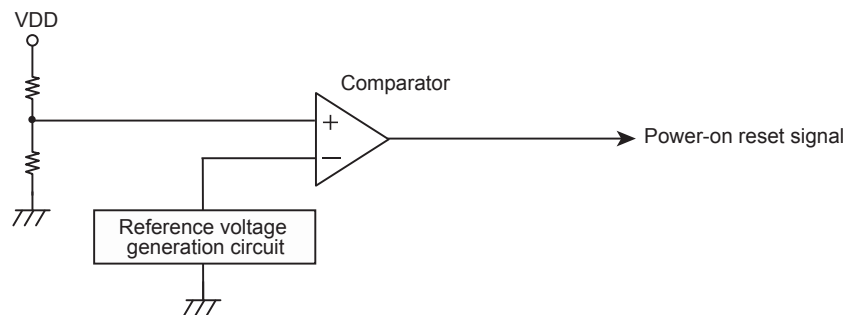 VDD
Comparator
+
−
Power-on reset signal
Reference voltage
generation circuit